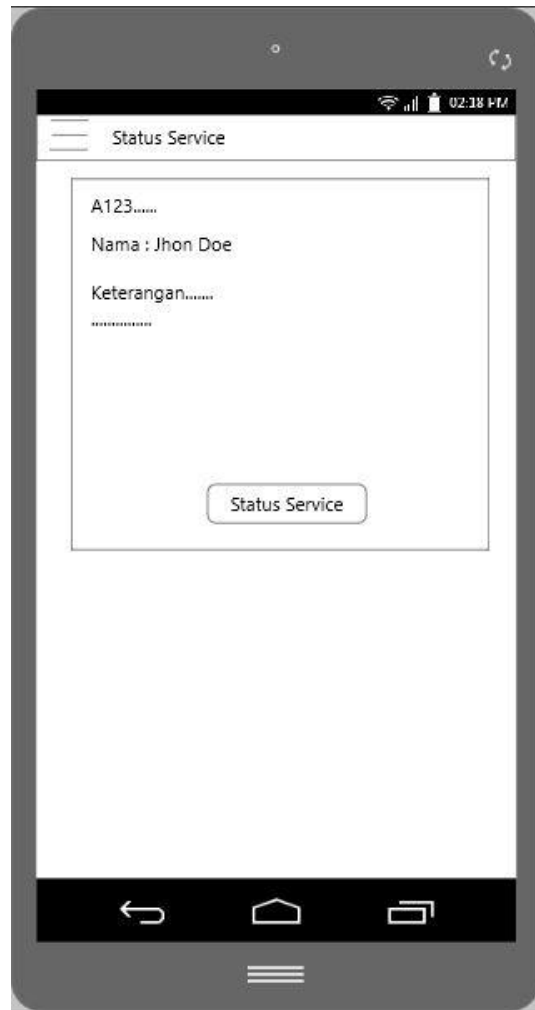 02:18 PM
Status Service
A123......
Nama : Jhon Doe
Keterangan.......
...............
Status Service